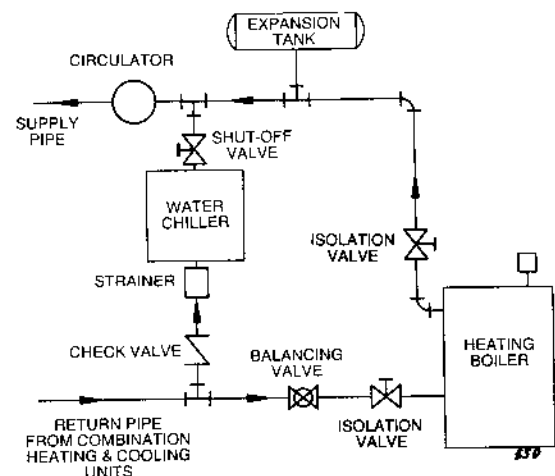 EXPANSION
TANK
CIRCULATOR
SUPPLY
PIPE
SHUT-OFF
VALVE
WATER
CHILLER
ISOLATION
VALVE
STRAINER
HEATING
BOILER
CHECK VALVE
BALANCING
VALVE
RETURN PIPE
FROM COMBINATION
HEATING & COOLING
UNITS
ISOLATION
VALVE